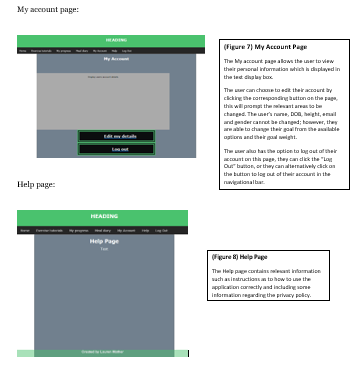 My account page:
HEADING
Home Exercise tutorials My progress Meal diary My Account Help Log Out
My Account
Edit my details
Log out
(Figure 7) My Account Page
The My account page allows the user to view
their personal information which is displayed in
the text display box.
The user can choose to edit their account by
clicking the corresponding button on the page,
this will prompt the relevant areas to be
changed. The user's name, DOB, height, email
and gender cannot be changed; however, they
are able to change their goal from the available
options and their goal weight.
The user also has the option to log out of their
account on this page, they can click the "Log
Out" button, or they can alternatively click on
the button to log out of their account in the
navigational bar.
Help page:
HEADING
Home Exercise tutorials My progress Meal diary My account Help Log out
Help Page
Text
Created by Lauren
(Figure 8) Help Page
The Help page contains relevant information
such as instructions as to how to use the
application correctly and including some
information regarding the privacy policy.